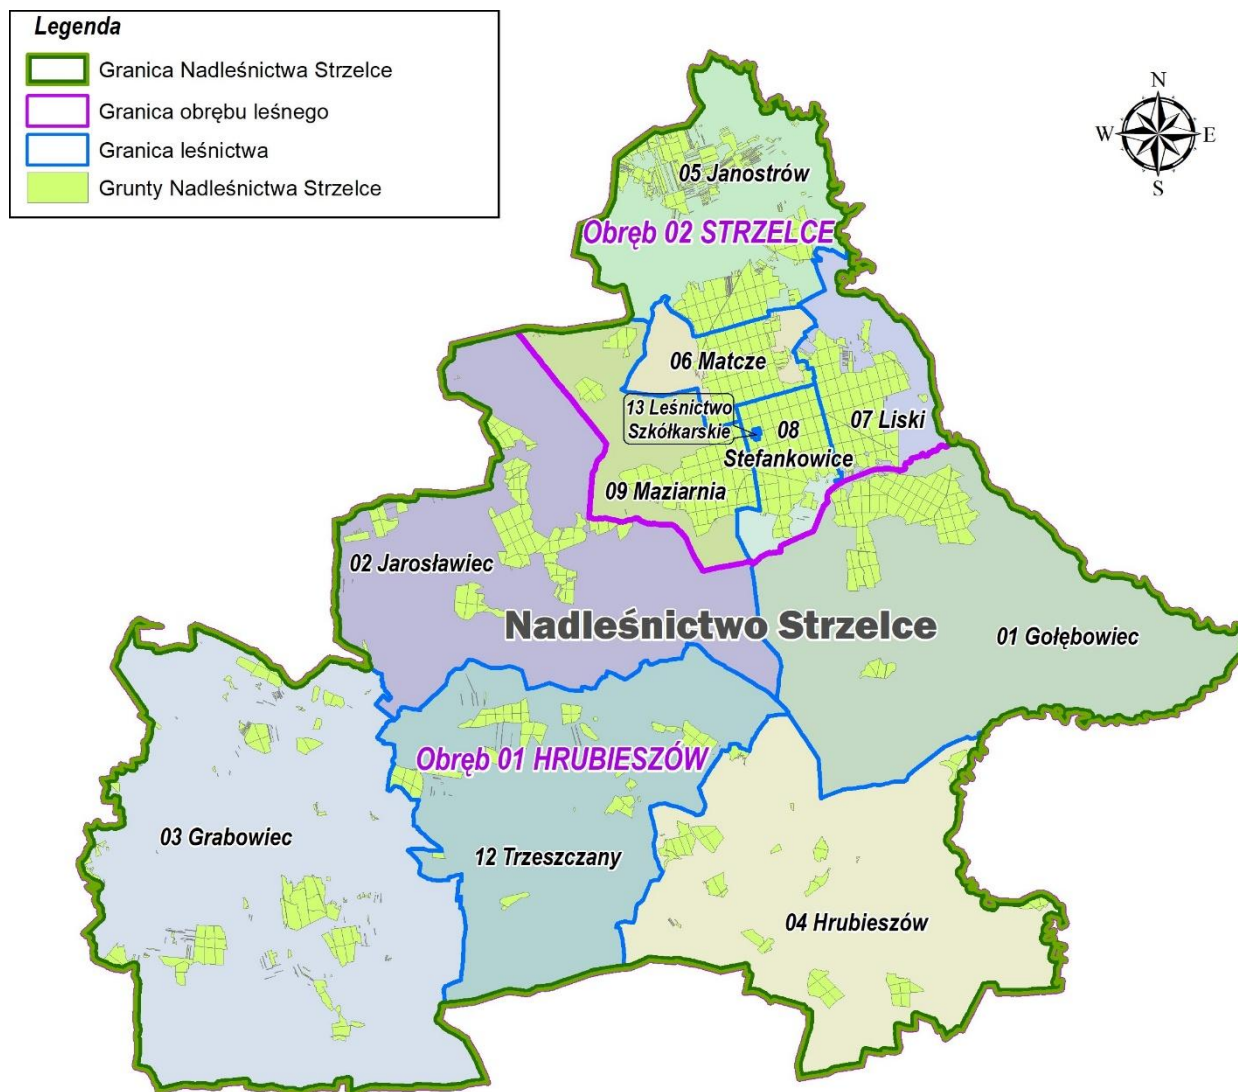 Legenda
Granica Nadleśnictwa Strzelce
Granica obrębu leśnego
Granica leśnictwa
Grunty Nadleśnictwa Strzelce
N
W
E
S
05 Janostrów
Obręb 02 STRZELCE
06 Matcze
13 Leśnictwo
Szkółkarskie
08
Stefankowice
07 Liski
09 Maziarnia
02 Jarosławiec
Nadleśnictwo Strzelce
01 Gołębowiec
Obręb 01 HRUBIESZÓW
03 Grabowiec
12 Trzeszczany
04 Hrubieszów